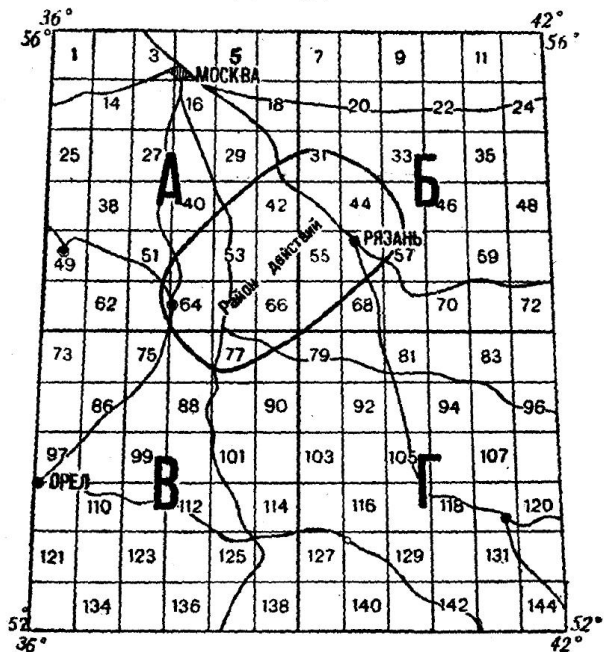 36° 42°
56° 56°
1 3 5 7 9 11
МОСКВА
14 16 18 20 22 24
25 27 29 31 33 35
А Б
38 40 42 44 46 48
РЯЗАНЬ
49 51 53 55 57 59
Район действий
62 64 66 68 70 72
73 75 77 79 81 83
86 88 90 92 94 96
97 99 101 103 105 107
ОРЕЛ В Г
110 112 114 116 118 120
121 123 125 127 129 131
134 136 138 140 142 144
52° 52°
36° 42°